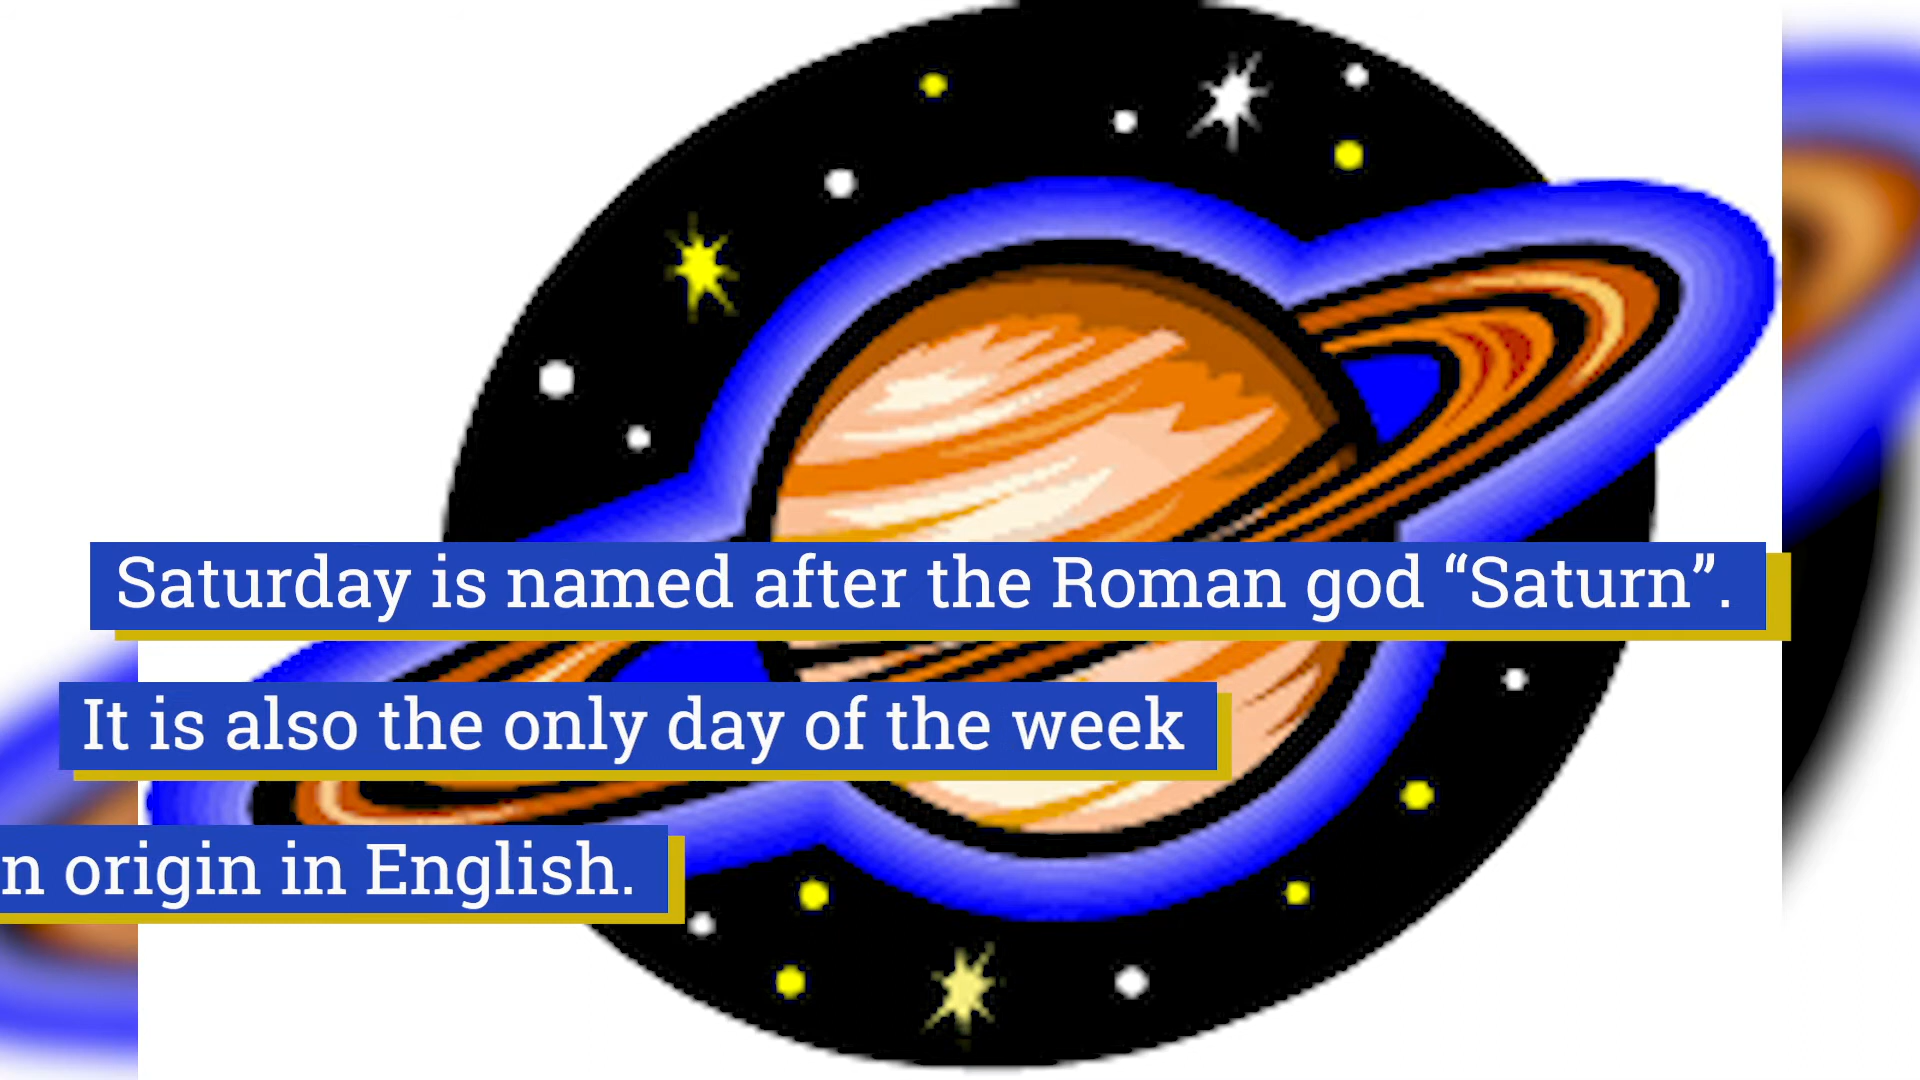 Saturday is named after the Roman god “Saturn”.
It is also the only day of the week
n origin in English.